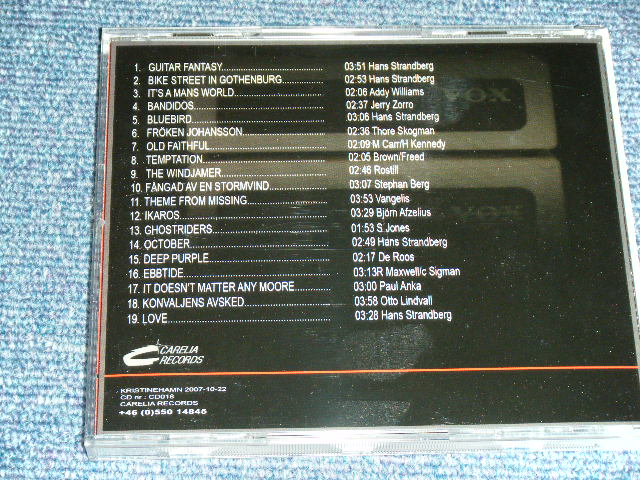 1. GUITAR FANTASY............ 03:51 Hans Strandberg
2. BIKE STREET IN GOTHENBURG............ 02:53 Hans Strandberg
3. IT'S A MANS WORLD............ 02:06 Addy Williams
4. BANDIDOS............ 02:37 Jerry Zorro
5. BLUEBIRD............ 03:06 Hans Strandberg
6. FRÖKEN JOHANSSON............ 02:36 Thore Skogman
7. OLD FAITHFUL............ 02:09 M Carr/H Kennedy
8. TEMPTATION............ 02:05 Brown/Freed
9. THE WINDJAMER............ 02:46 Rostill
10. FÅNGAD AV EN STORMVIND............ 03:07 Stephan Berg
11. THEME FROM MISSING............ 03:53 Vangelis
12. IKAROS............ 03:29 Björn Afzelius
13. GHOSTRIDERS............ 01:53 S.Jones
14. OCTOBER............ 02:49 Hans Strandberg
15. DEEP PURPLE............ 02:17 De Roos
16. EBBTIDE............ 03:13R Maxwell/c Sigman
17. IT DOESN'T MATTER ANY MOORE............ 03:00 Paul Anka
18. KONVALJENS AVSKED............ 03:58 Otto Lindvall
19. LOVE............ 03:28 Hans Strandberg
VOX
VOX
CARELIA
RECORDS
KRISTINEHAMN 2007-10-22
CD nr : CD018
CARELIA RECORDS
+46 (0)550 14846